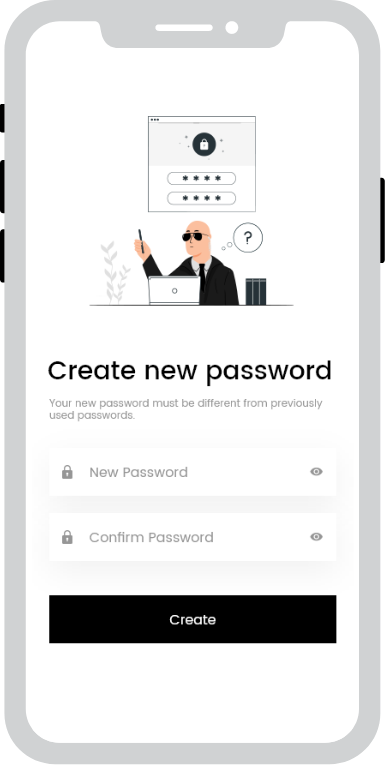 * * * *
* * * *
?
Create new password
Your new password must be different from previously
used passwords.
New Password
Confirm Password
Create